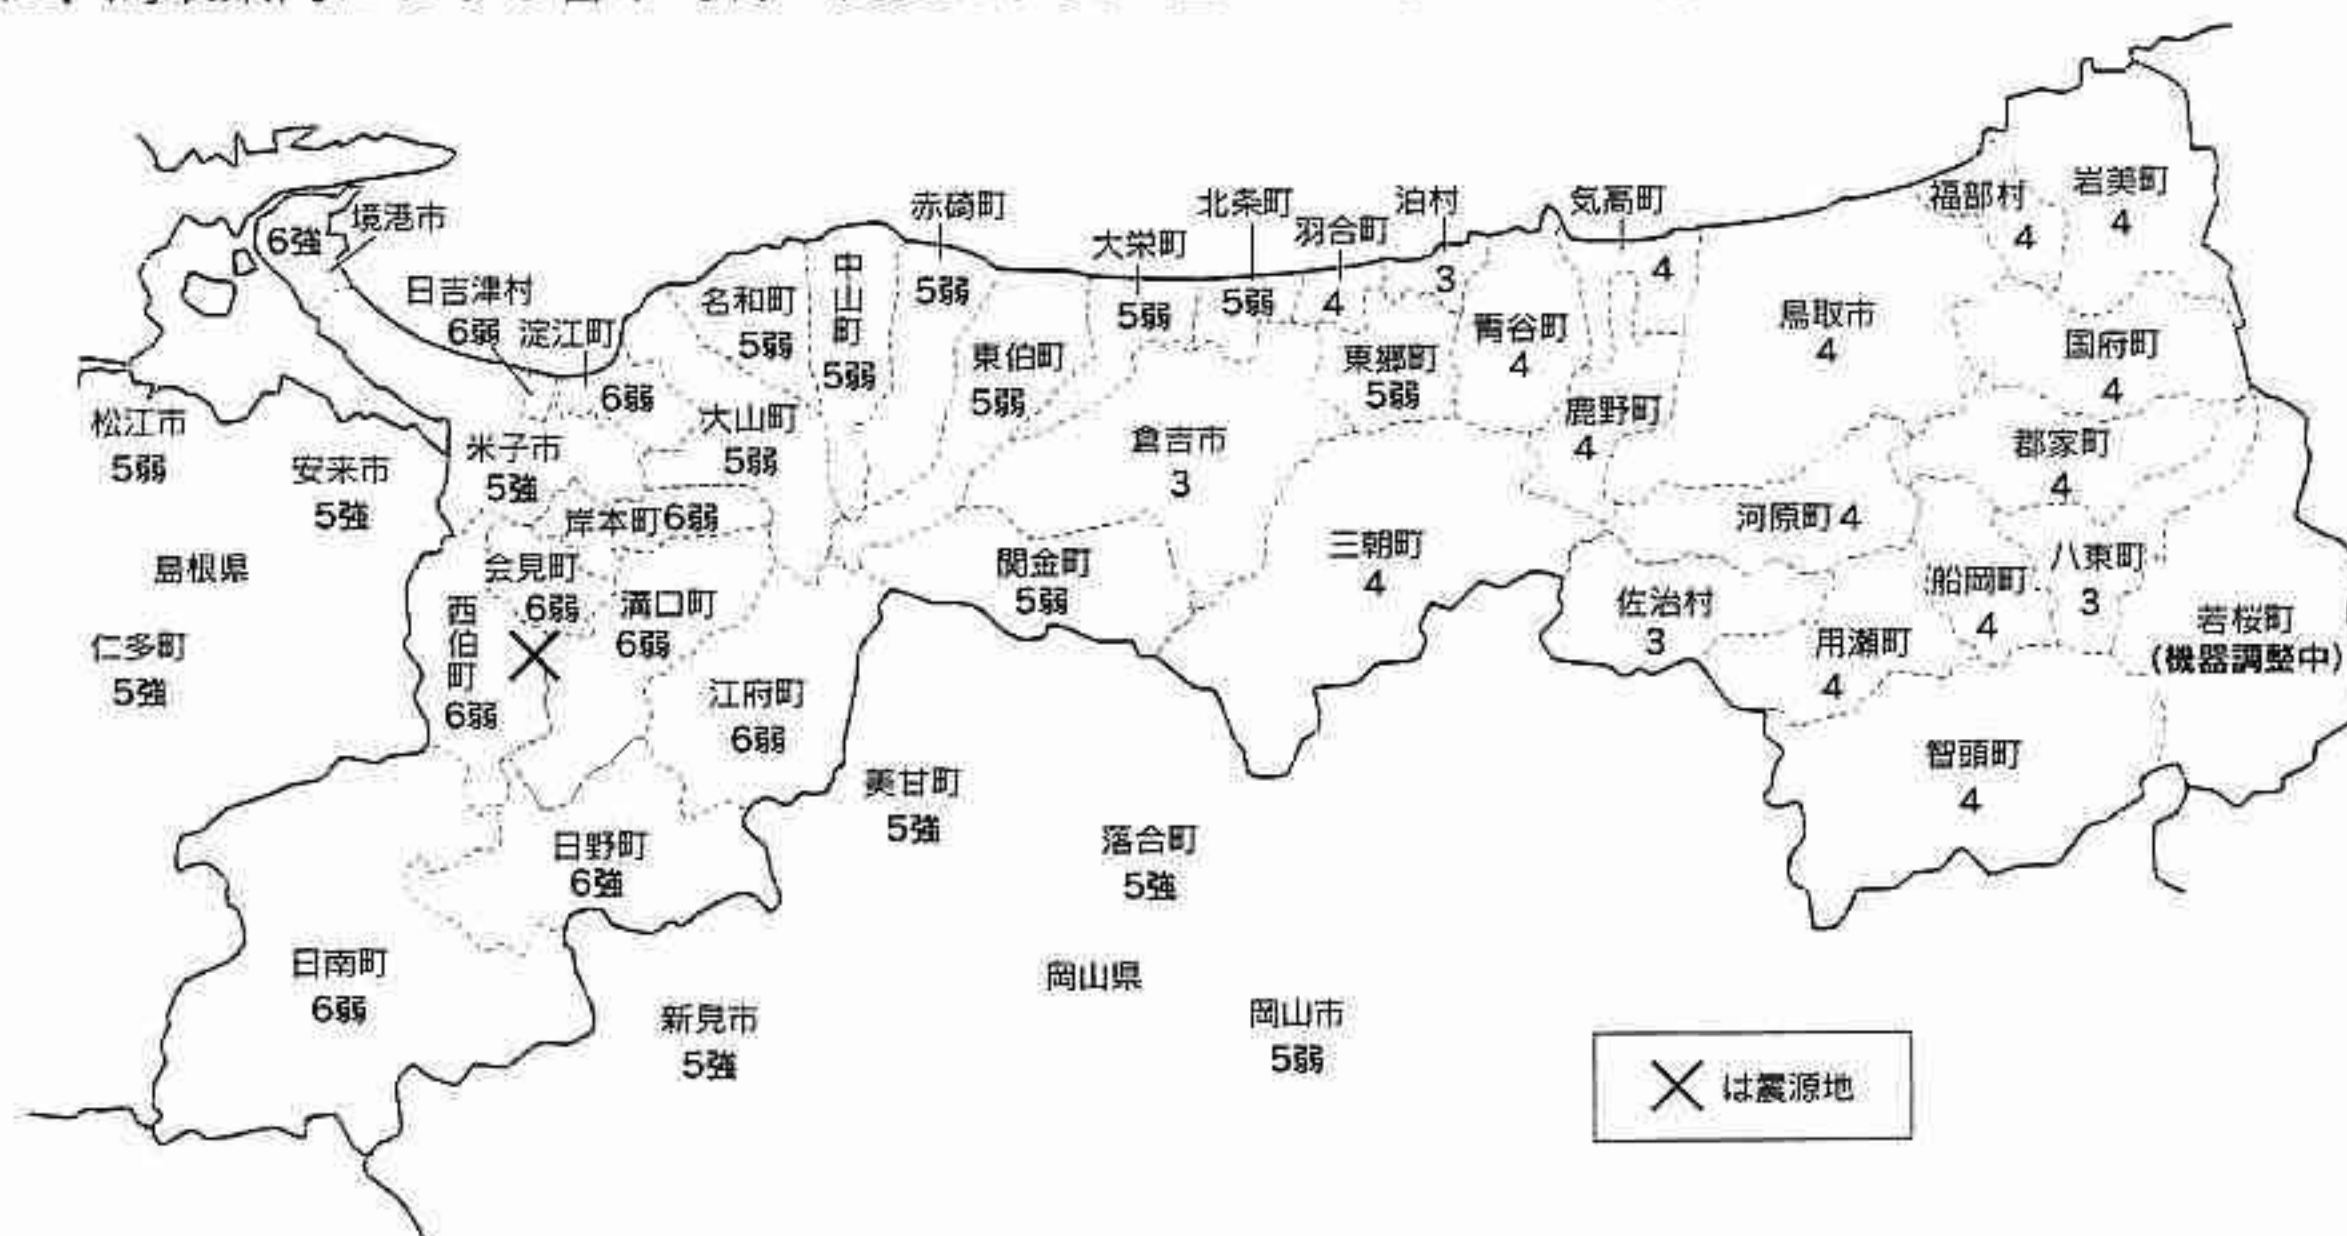 境港市
6強
日吉津村
6弱
淀江町
6弱
名和町
5弱
中山町
5弱
赤碕町
5弱
大栄町
5弱
北条町
5弱
羽合町
4
泊村
3
気高町
4
福部村
4
岩美町
4
松江市
5弱
安来市
5強
島根県
仁多町
5強
米子市
5強
大山町
5弱
東伯町
5弱
倉吉市
3
東郷町
5弱
青谷町
4
鹿野町
4
鳥取市
4
国府町
4
郡家町
4
岸本町6弱
会見町
6弱
溝口町
6弱
西伯町
6弱
関金町
5弱
三朝町
4
河原町4
佐治村
3
用瀬町
4
船岡町
4
八東町
3
若桜町
(機器調整中)
江府町
6弱
智頭町
4
日野町
6強
日南町
6弱
美甘町
5強
落合町
5強
岡山県
新見市
5強
岡山市
5弱
×は震源地